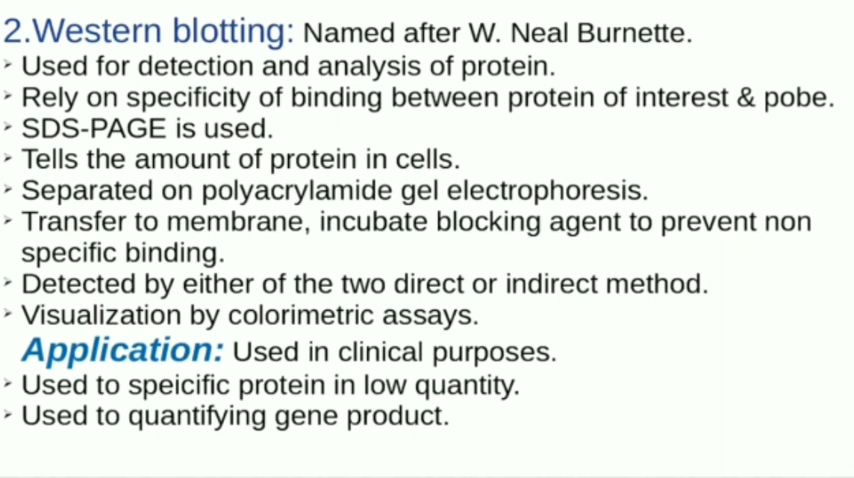 2.Western blotting: Named after W. Neal Burnette.
➢ Used for detection and analysis of protein.
➢ Rely on specificity of binding between protein of interest & pobe.
➢ SDS-PAGE is used.
➢ Tells the amount of protein in cells.
➢ Separated on polyacrylamide gel electrophoresis.
➢ Transfer to membrane, incubate blocking agent to prevent non
specific binding.
➢ Detected by either of the two direct or indirect method.
➢ Visualization by colorimetric assays.
Application: Used in clinical purposes.
➢ Used to speicific protein in low quantity.
➢ Used to quantifying gene product.